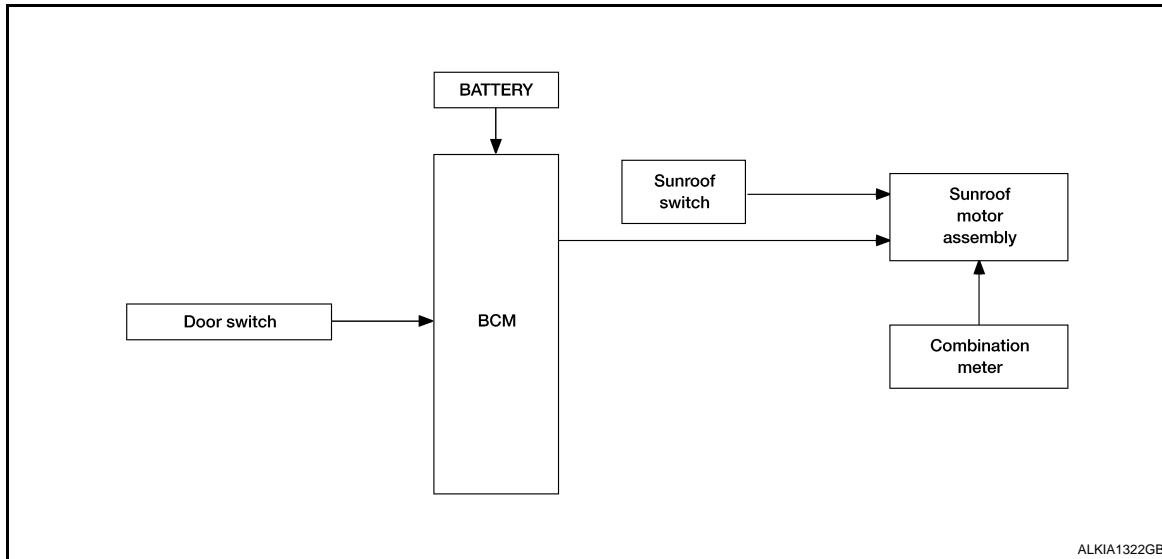 BATTERY
Sunroof
switch
Sunroof
motor
assembly
Door switch
BCM
Combination
meter
ALKIA1322GB